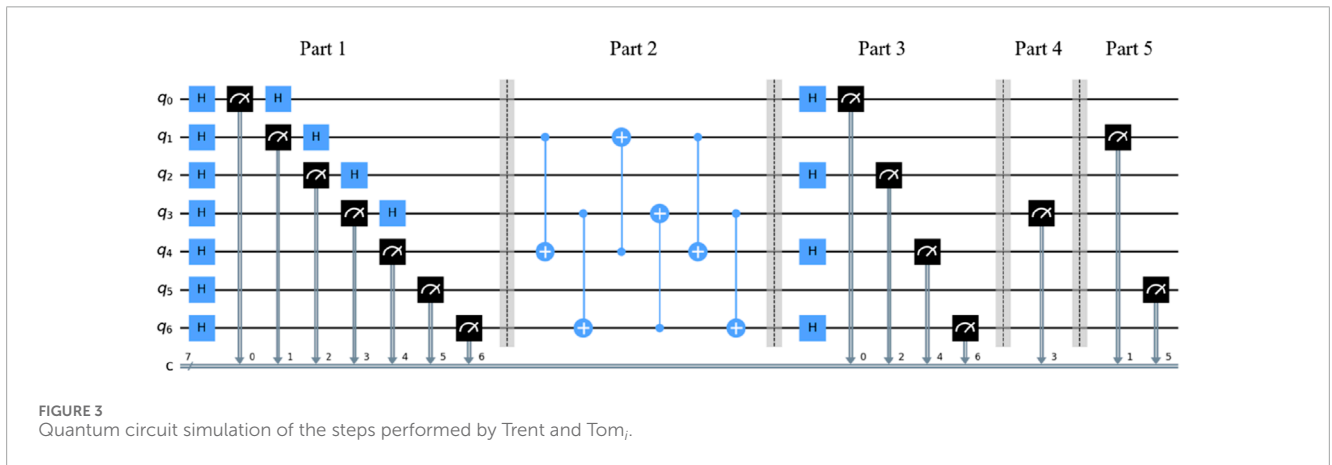 Part 1 Part 2 Part 3 Part 4 Part 5
q0 H H H
q1 H H
q2 H H H
q3 H H
q4 H H
q5 H
q6 H H
7 0 1 2 3 4 5 6 0 2 4 6 3 1 5
c
FIGURE 3
Quantum circuit simulation of the steps performed by Trent and Tomi.